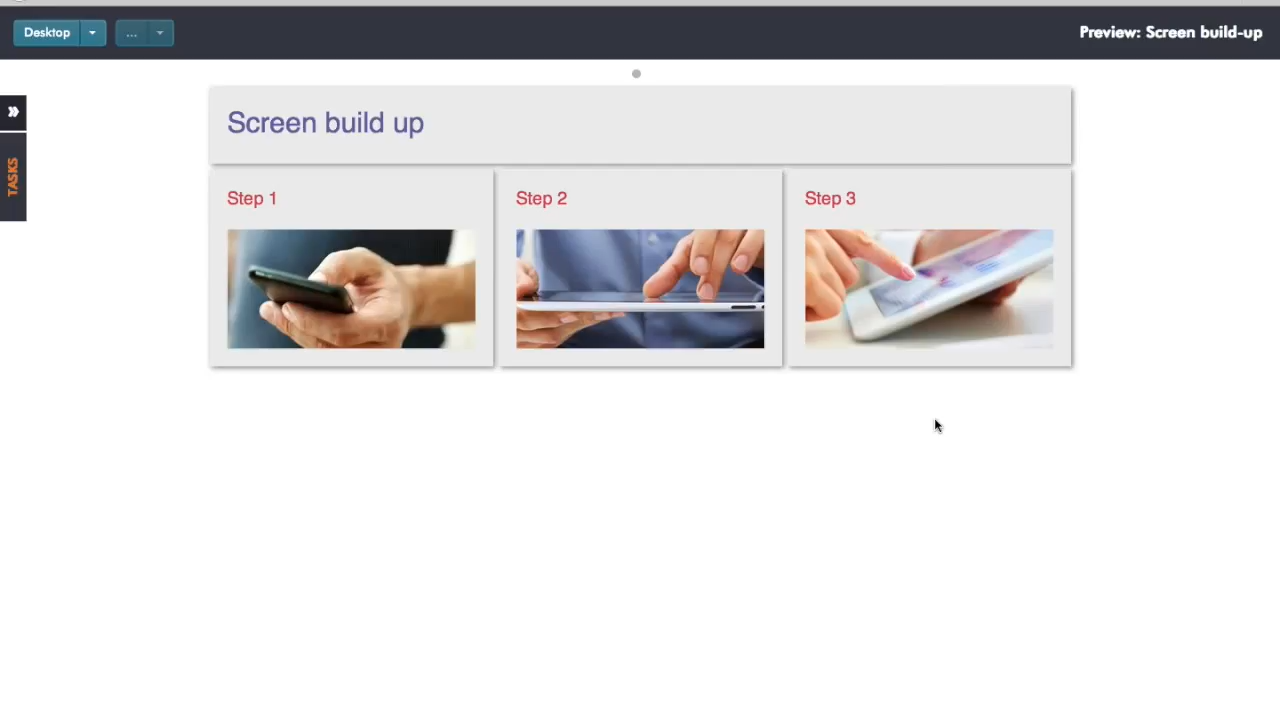 Desktop
...
Preview: Screen build-up
»
TASKS
Screen build up
Step 1
Step 2
Step 3